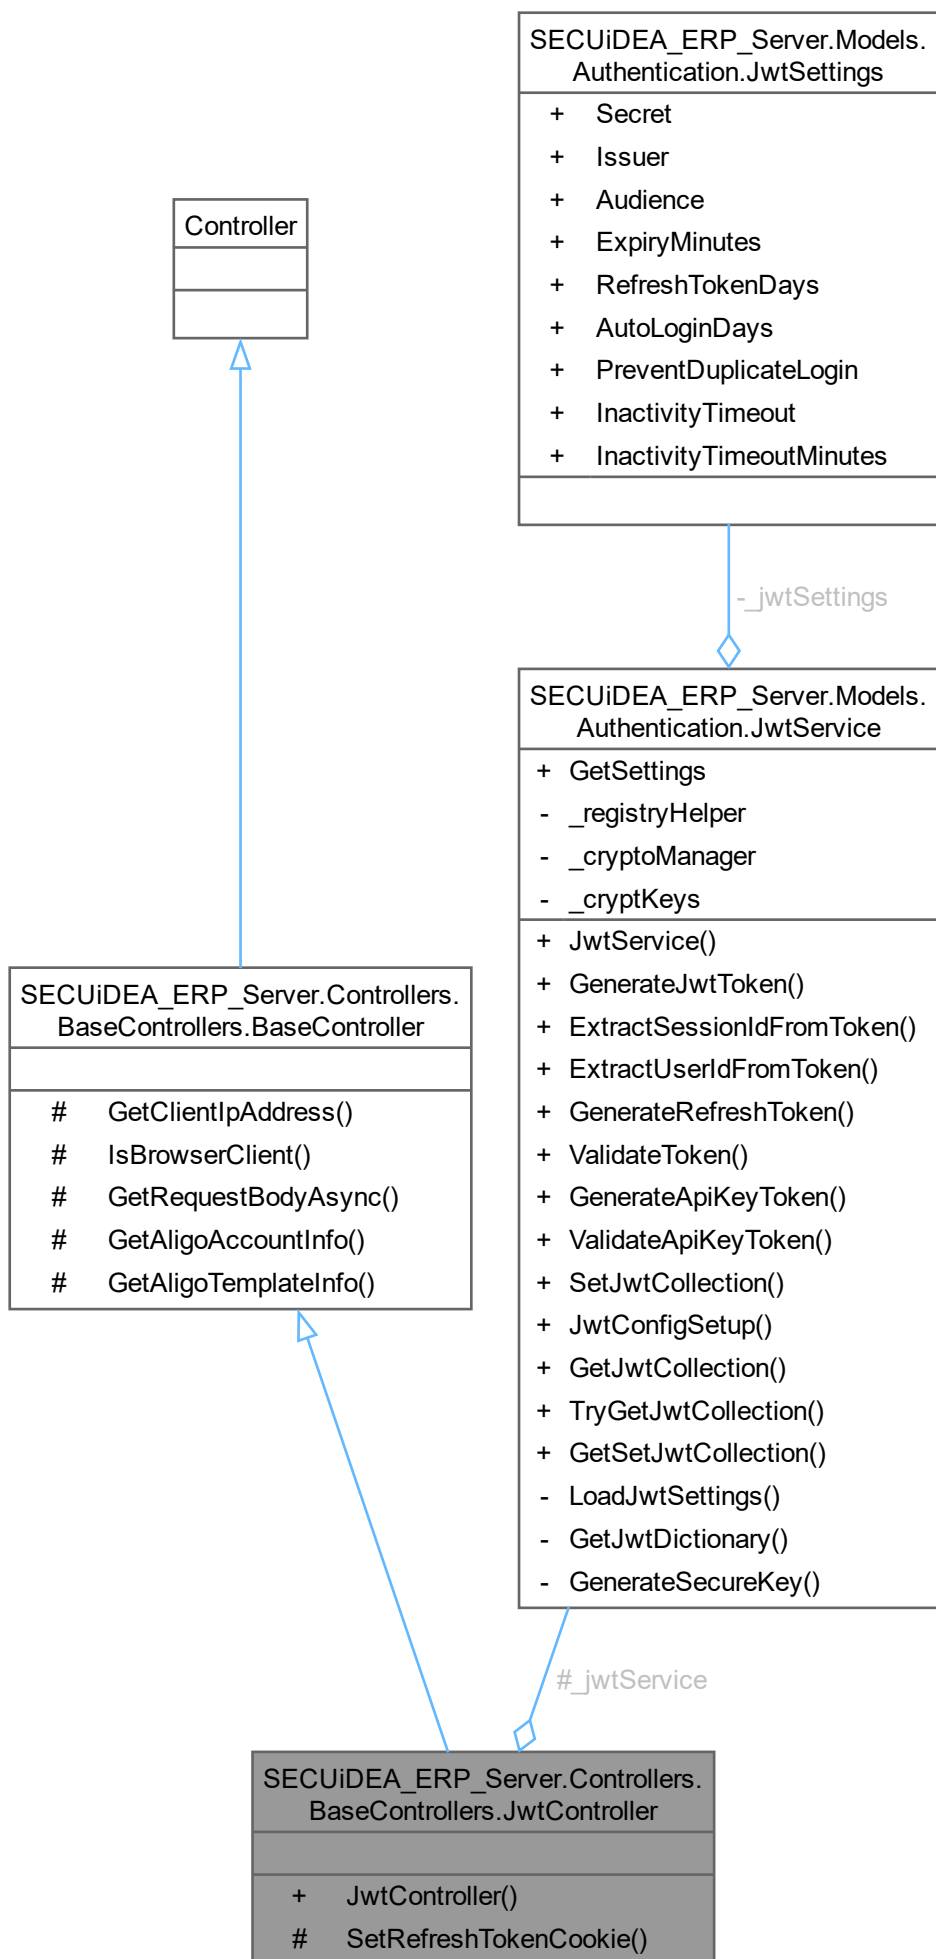 SECUiDEA_ERP_Server.Models.
Authentication.JwtSettings
+ Secret
+ Issuer
+ Audience
+ ExpiryMinutes
+ RefreshTokenDays
+ AutoLoginDays
+ PreventDuplicateLogin
+ InactivityTimeout
+ InactivityTimeoutMinutes
Controller
-_jwtSettings
SECUiDEA_ERP_Server.Models.
Authentication.JwtService
+ GetSettings
- _registryHelper
- _cryptoManager
- _cryptKeys
+ JwtService()
+ GenerateJwtToken()
+ ExtractSessionIdFromToken()
+ ExtractUserIdFromToken()
+ GenerateRefreshToken()
+ ValidateToken()
+ GenerateApiKeyToken()
+ ValidateApiKeyToken()
+ SetJwtCollection()
+ JwtConfigSetup()
+ GetJwtCollection()
+ TryGetJwtCollection()
+ GetSetJwtCollection()
- LoadJwtSettings()
- GetJwtDictionary()
- GenerateSecureKey()
SECUiDEA_ERP_Server.Controllers.
BaseControllers.BaseController
# GetClientIpAddress()
# IsBrowserClient()
# GetRequestBodyAsync()
# GetAligoAccountInfo()
# GetAligoTemplateInfo()
#_jwtService
SECUiDEA_ERP_Server.Controllers.
BaseControllers.JwtController
+ JwtController()
# SetRefreshTokenCookie()